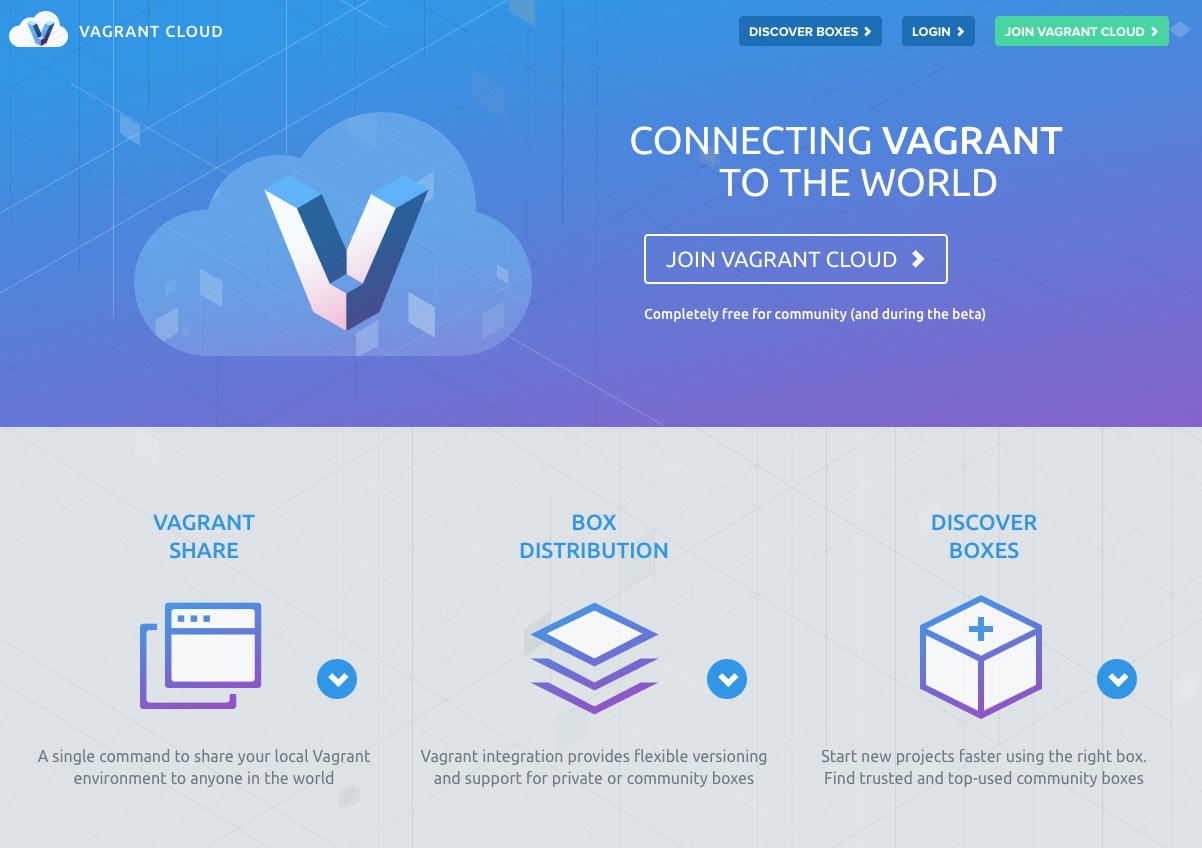 VAGRANT CLOUD
DISCOVER BOXES
LOGIN
JOIN VAGRANT CLOUD
CONNECTING VAGRANT
TO THE WORLD
JOIN VAGRANT CLOUD
Completely free for community (and during the beta)
VAGRANT
SHARE
A single command to share your local Vagrant
environment to anyone in the world
BOX
DISTRIBUTION
Vagrant integration provides flexible versioning
and support for private or community boxes
DISCOVER
BOXES
Start new projects faster using the right box.
Find trusted and top-used community boxes